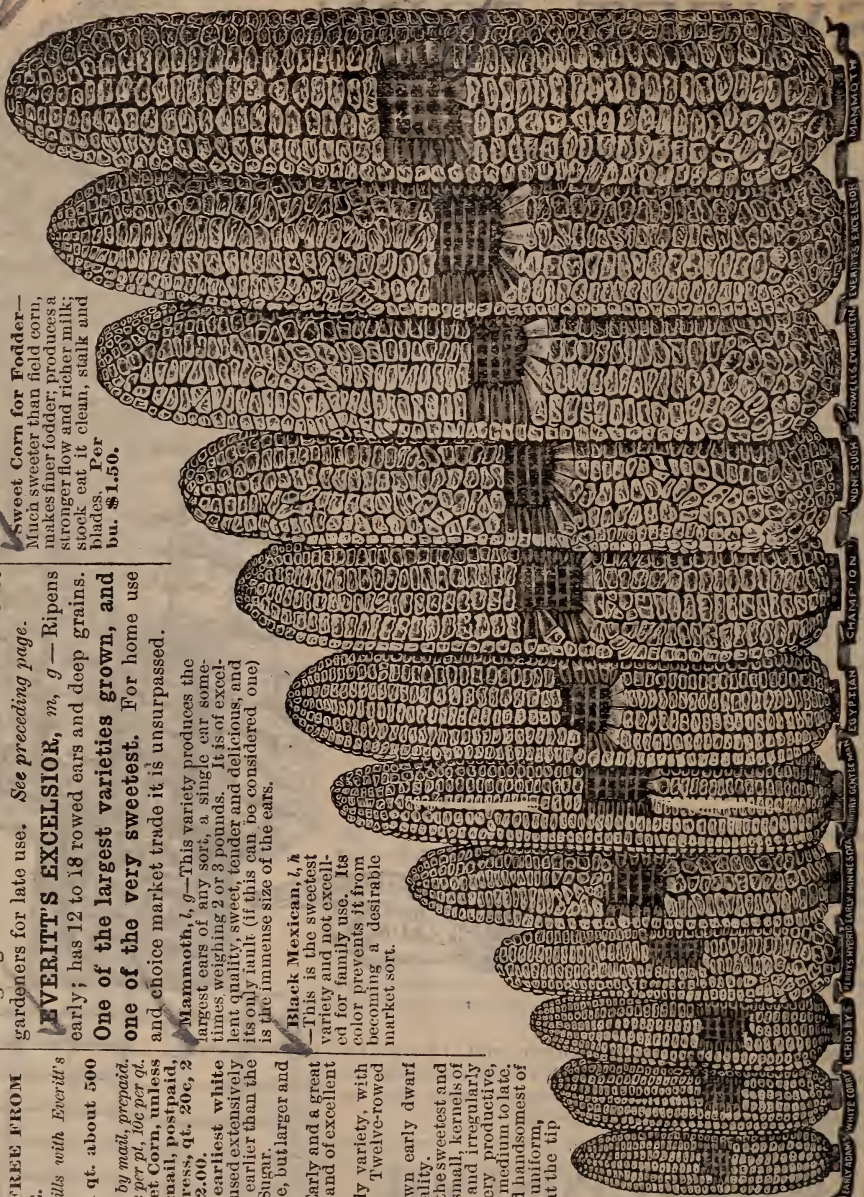 FREE FROM
ills with Everitt's
qt. about 500
by mail, prepaid.
per pt, 10c per qt.
et Corn, unless
mail, postpaid,
ress, qt. 20c, 2
2.00.
earliest white
used extensively
earlier than the
Sugar.
e, but larger and
Early and a great
and of excellent
ly variety, with
Twelve-rowed
wn early dwarf
ality.
he sweetest and
small, kernels of
and irregularly
ery productive,
medium to late,
d handsomest of
uniform,
at the tip
gardeners for late use. See preceding page.
EVERITT'S EXCELSIOR, m, g—Ripens
early; has 12 to 18 rowed ears and deep grains.
One of the largest varieties grown, and
one of the very sweetest. For home use
and choice market trade it is unsurpassed.
Mammoth, l, g—This variety produces the
largest ears of any sort, a single ear some-
times weighing 2 or 3 pounds. It is of excel-
lent quality, sweet, tender and delicious, and
its only fault (if this can be considered one)
is the immense size of the ears.
Black Mexican, l, h
—This is the sweetest
variety and not excell-
ed for family use. Its
color prevents it from
becoming a desirable
market sort.
Sweet Corn for Fodder—
Much sweeter than field corn,
makes finer fodder; produces a
stronger flow and richer milk;
stock eat it clean, stalk and
blades. Per
bu. $1.50.
EARLY ADAMS WHITE CORY CROSBY'S PERRYS HYBRID EARLY MINNESOTA COUNTRY GENTLEMAN EGYPTIAN CHAMPION NONE-SUCH STOWELLS EVERGREEN EVERITT'S EXCELSIOR MAMMOTH